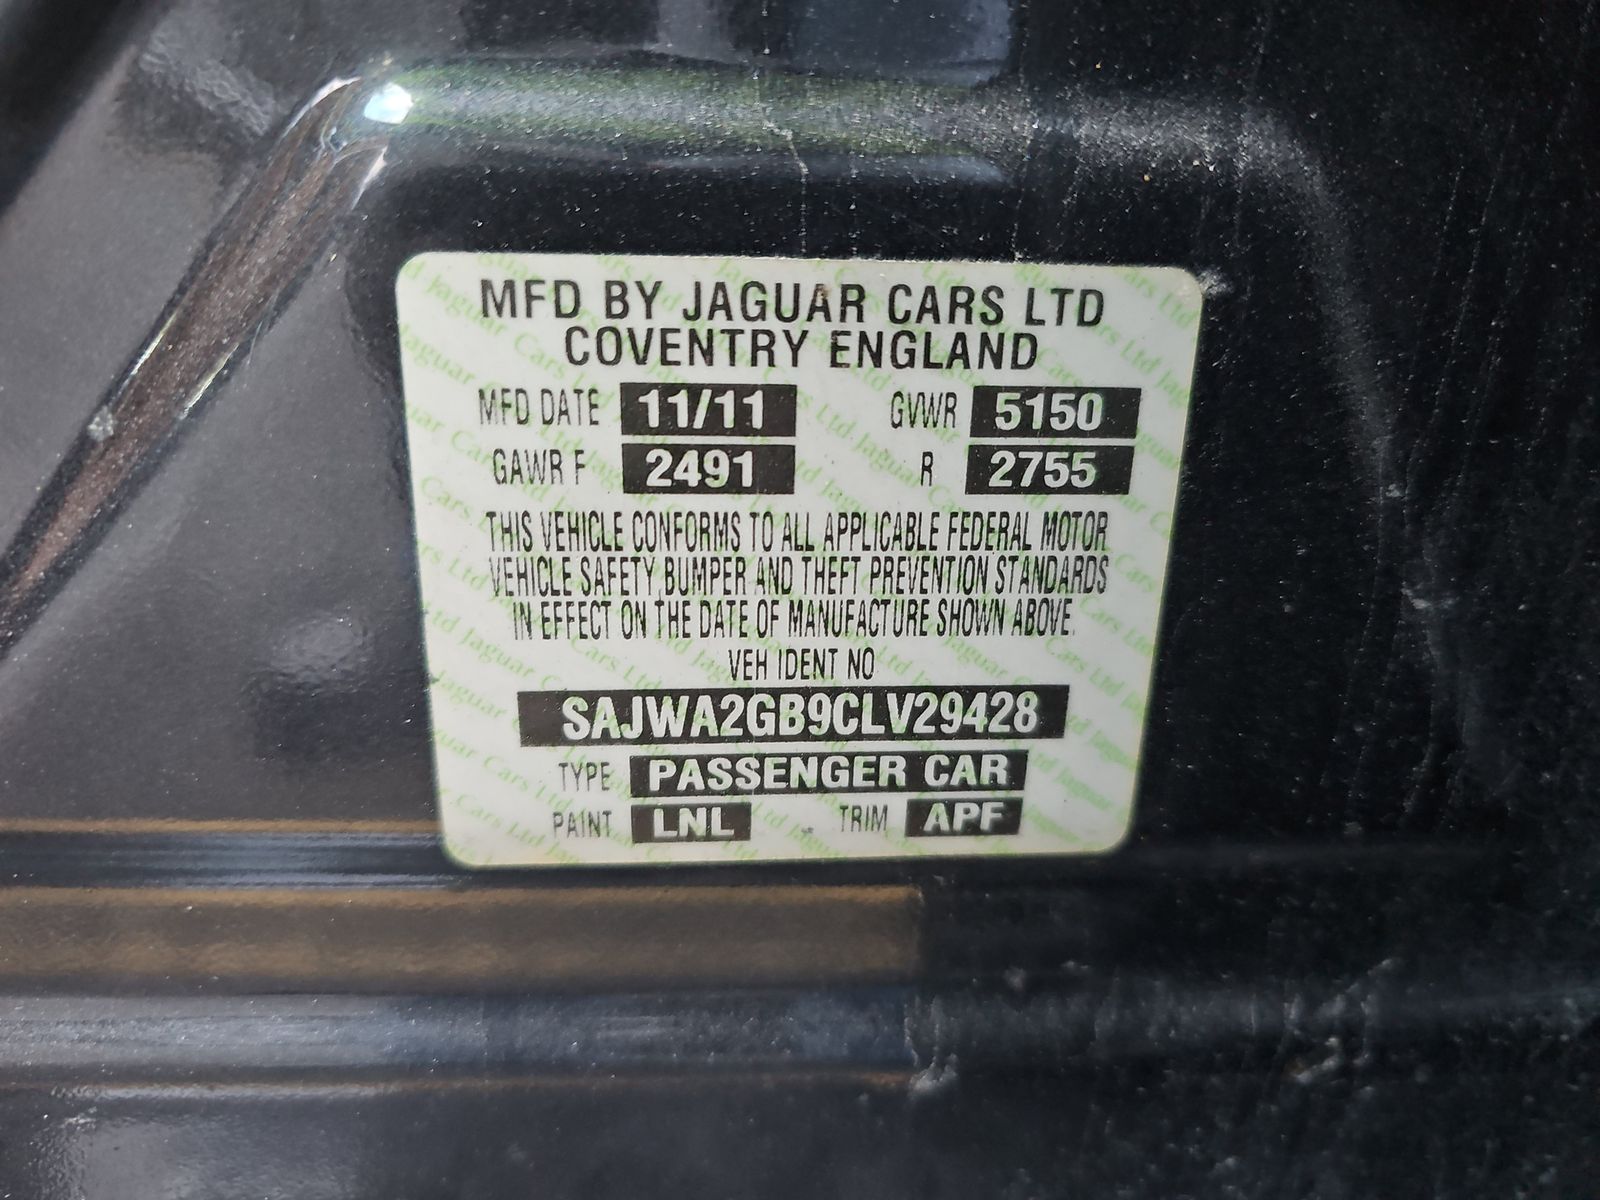 MFD BY JAGUAR CARS LTD
COVENTRY ENGLAND
MFD DATE 11/11 GVWR 5150
GAWR F 2491 R 2755
THIS VEHICLE CONFORMS TO ALL APPLICABLE FEDERAL MOTOR
VEHICLE SAFETY, BUMPER AND THEFT PREVENTION STANDARDS
IN EFFECT ON THE DATE OF MANUFACTURE SHOWN ABOVE.
VEH IDENT NO
SAJWA2GB9CLV29428
TYPE PASSENGER CAR
PAINT LNL TRIM APF